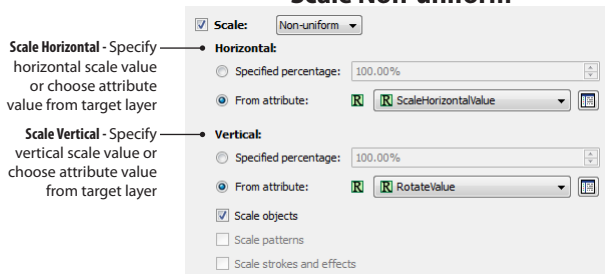 Scale Non-uniform
Scale: Non-uniform
Scale Horizontal - Specify
horizontal scale value
or choose attribute
value from target layer
Horizontal:
Specified percentage: 100.00%
From attribute: R R ScaleHorizontalValue
Scale Vertical - Specify
vertical scale value or
choose attribute value
from target layer
Vertical:
Specified percentage: 100.00%
From attribute: R R RotateValue
Scale objects
Scale patterns
Scale strokes and effects